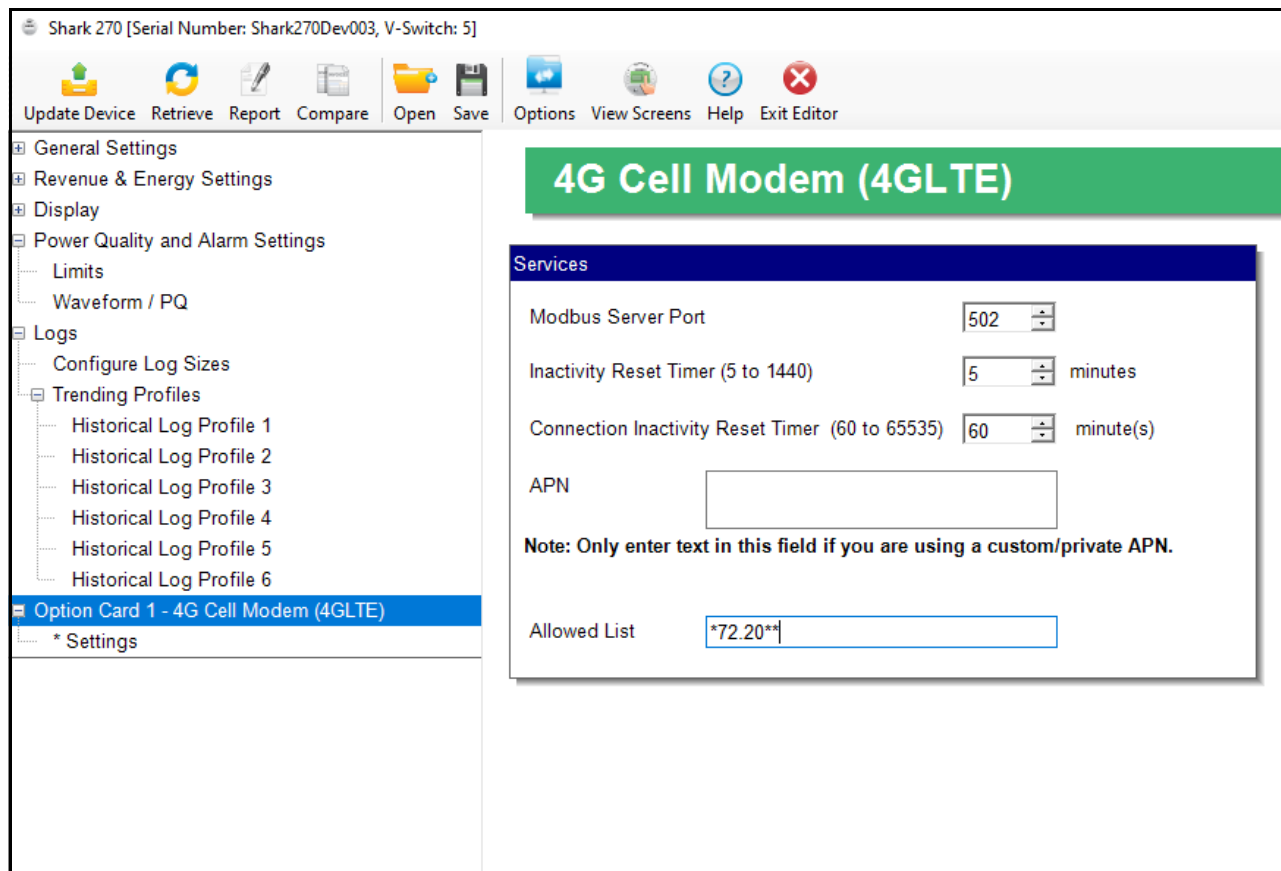 Shark 270 [Serial Number: Shark270Dev003, V-Switch: 5]
Update Device Retrieve Report Compare Open Save Options View Screens Help Exit Editor
General Settings
Revenue & Energy Settings
Display
Power Quality and Alarm Settings
Limits
Waveform / PQ
Logs
Configure Log Sizes
Trending Profiles
Historical Log Profile 1
Historical Log Profile 2
Historical Log Profile 3
Historical Log Profile 4
Historical Log Profile 5
Historical Log Profile 6
Option Card 1 - 4G Cell Modem (4GLTE)
* Settings
4G Cell Modem (4GLTE)
Services
Modbus Server Port 502
Inactivity Reset Timer (5 to 1440) 5 minutes
Connection Inactivity Reset Timer (60 to 65535) 60 minute(s)
APN
Note: Only enter text in this field if you are using a custom/private APN.
Allowed List *72.20**